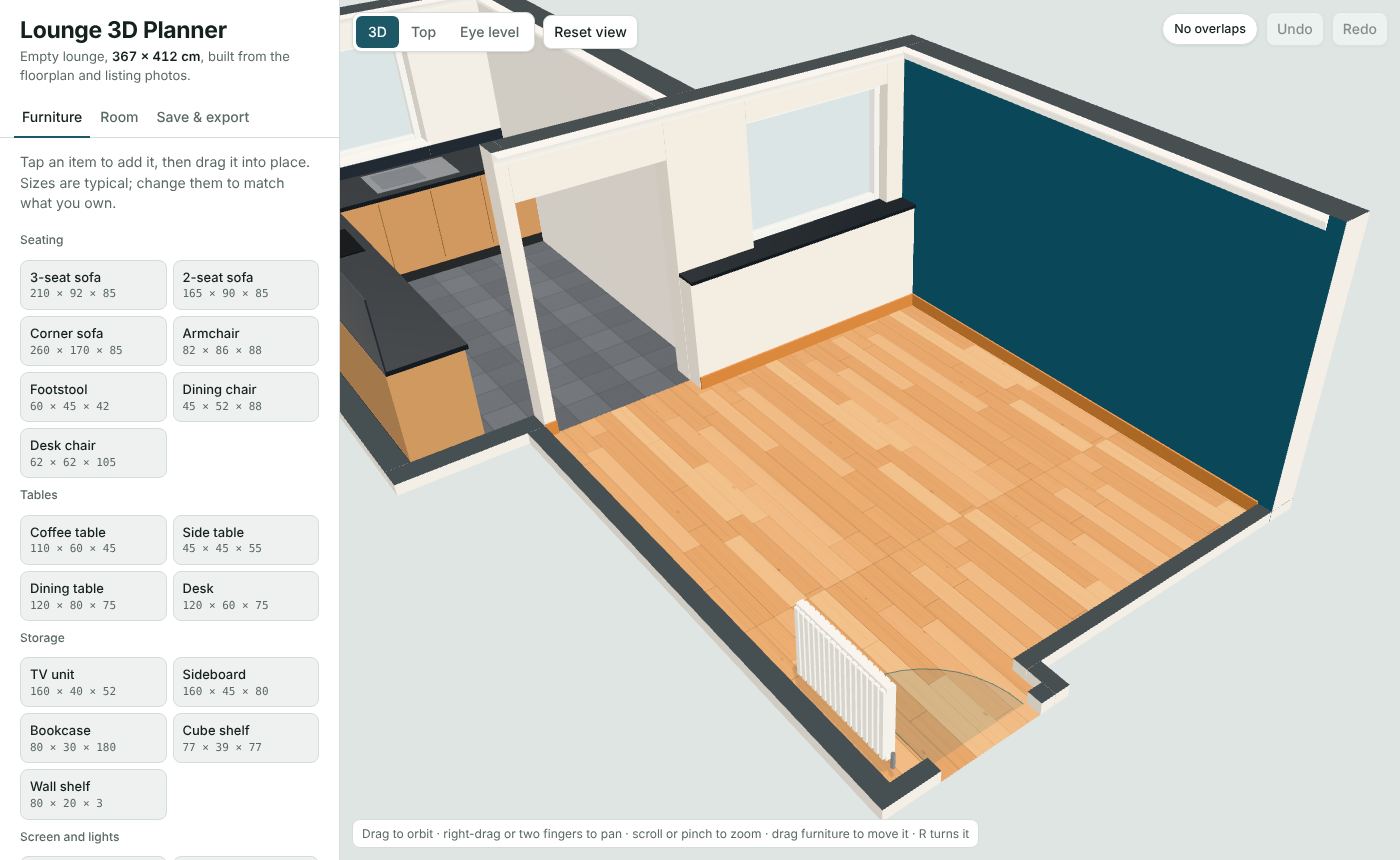 Lounge 3D Planner
Empty lounge, 367 × 412 cm, built from the
floorplan and listing photos.
Furniture
Room
Save & export
Tap an item to add it, then drag it into place.
Sizes are typical; change them to match
what you own.
Seating
3-seat sofa
210 × 92 × 85
2-seat sofa
165 × 90 × 85
Corner sofa
260 × 170 × 85
Armchair
82 × 86 × 88
Footstool
60 × 45 × 42
Dining chair
45 × 52 × 88
Desk chair
62 × 62 × 105
Tables
Coffee table
110 × 60 × 45
Side table
45 × 45 × 55
Dining table
120 × 80 × 75
Desk
120 × 60 × 75
Storage
TV unit
160 × 40 × 52
Sideboard
160 × 45 × 80
Bookcase
80 × 30 × 180
Cube shelf
77 × 39 × 77
Wall shelf
80 × 20 × 3
Screen and lights
3D
Top
Eye level
Reset view
No overlaps
Undo
Redo
Drag to orbit · right-drag or two fingers to pan · scroll or pinch to zoom · drag furniture to move it · R turns it